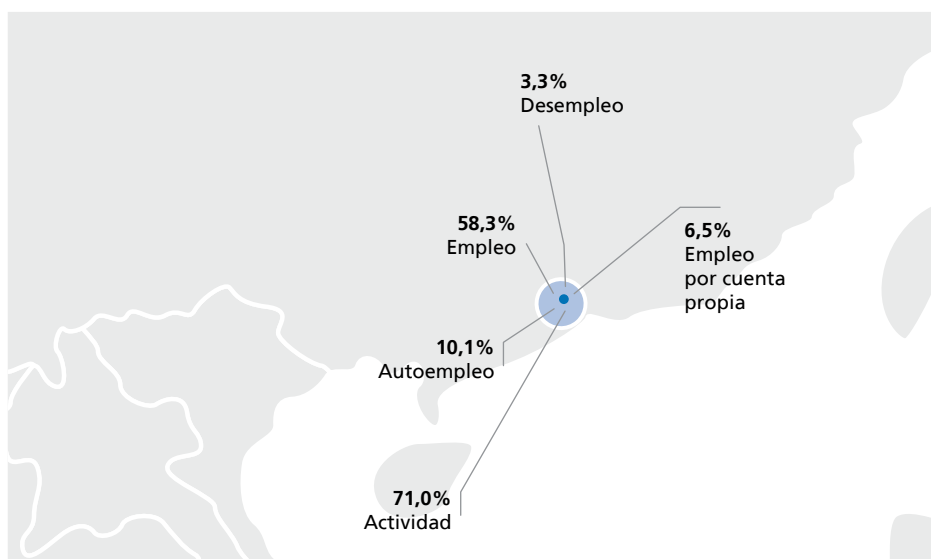 3,3%
Desempleo
58,3%
Empleo
6,5%
Empleo
por cuenta
propia
10,1%
Autoempleo
71,0%
Actividad